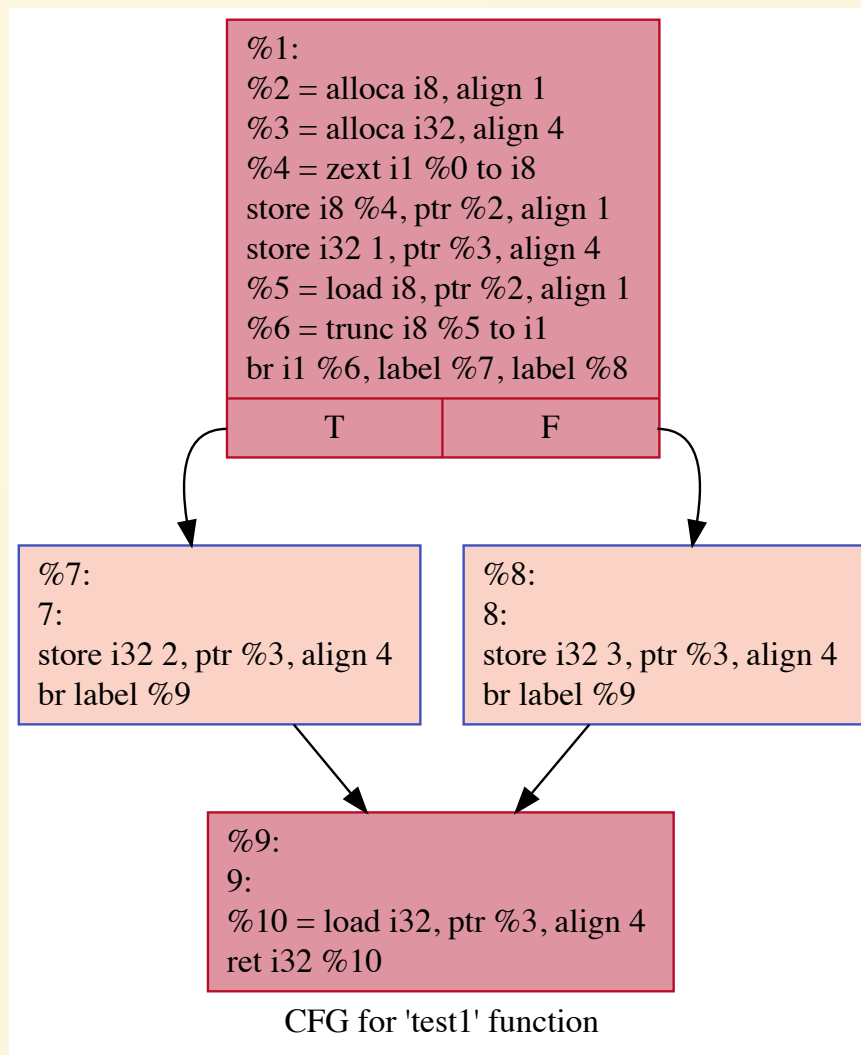 %1:
%2 = alloca i8, align 1
%3 = alloca i32, align 4
%4 = zext i1 %0 to i8
store i8 %4, ptr %2, align 1
store i32 1, ptr %3, align 4
%5 = load i8, ptr %2, align 1
%6 = trunc i8 %5 to i1
br i1 %6, label %7, label %8
T
F
%7:
7:
store i32 2, ptr %3, align 4
br label %9
%8:
8:
store i32 3, ptr %3, align 4
br label %9
%9:
9:
%10 = load i32, ptr %3, align 4
ret i32 %10
CFG for 'test1' function